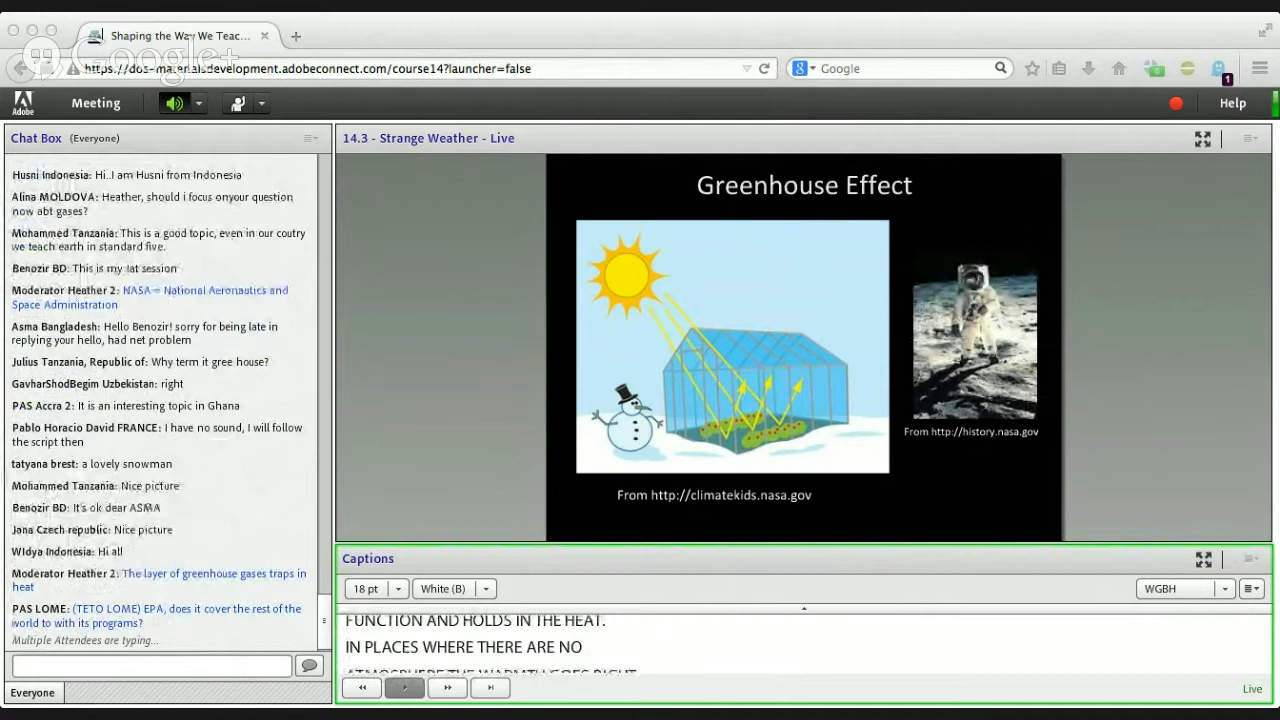 Shaping the Way We Teac...
Google+
https://dos-materialsdevelopment.adobeconnect.com/course14?launcher=false
Google
1
Adobe
Meeting
Help
Chat Box (Everyone)
Husni Indonesia: Hi..I am Husni from Indonesia
Alina MOLDOVA: Heather, should i focus onyour question
now abt gases?
Mohammed Tanzania: This is a good topic, even in our coutry
we teach earth in standard five.
Benozir BD: This is my lat session
Moderator Heather 2: NASA = National Aeronautics and
Space Administration
Asma Bangladesh: Hello Benozir! sorry for being late in
replying your hello, had net problem
Julius Tanzania, Republic of: Why term it gree house?
GavharShodBegim Uzbekistan: right
PAS Accra 2: It is an interesting topic in Ghana
Pablo Horacio David FRANCE: I have no sound, I will follow
the script then
tatyana brest: a lovely snowman
Mohammed Tanzania: Nice picture
Benozir BD: It's ok dear ASMA
Jana Czech republic: Nice picture
WIdya Indonesia: Hi all
Moderator Heather 2: The layer of greenhouse gases traps in
heat
PAS LOME: (TETO LOME) EPA, does it cover the rest of the
world to with its programs?
Multiple Attendees are typing...
Everyone
14.3 - Strange Weather - Live
Greenhouse Effect
From http://history.nasa.gov
From http://climatekids.nasa.gov
Captions
18 pt
White (B)
WGBH
FUNCTION AND HOLDS IN THE HEAT.
IN PLACES WHERE THERE ARE NO
ATMOSPHERE THE WARMTH GOES RIGHT
Live